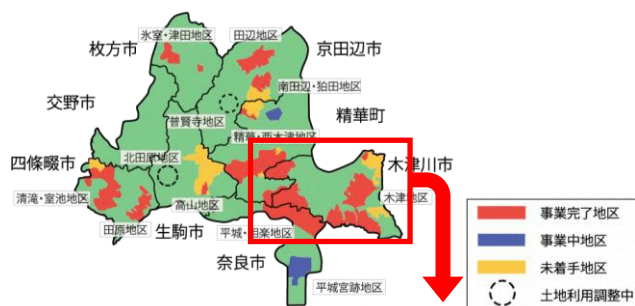 氷室・津田地区
田辺地区
枚方市
京田辺市
南田辺・狛田地区
交野市
普賢寺地区
精華町
精華・西木津地区
四條畷市
北田原地区
木津川市
清滝・室池地区
高山地区
木津地区
田原地区
生駒市
平城・相楽地区
奈良市
平城宮跡地区
事業完了地区
事業中地区
未着手地区
土地利用調整中